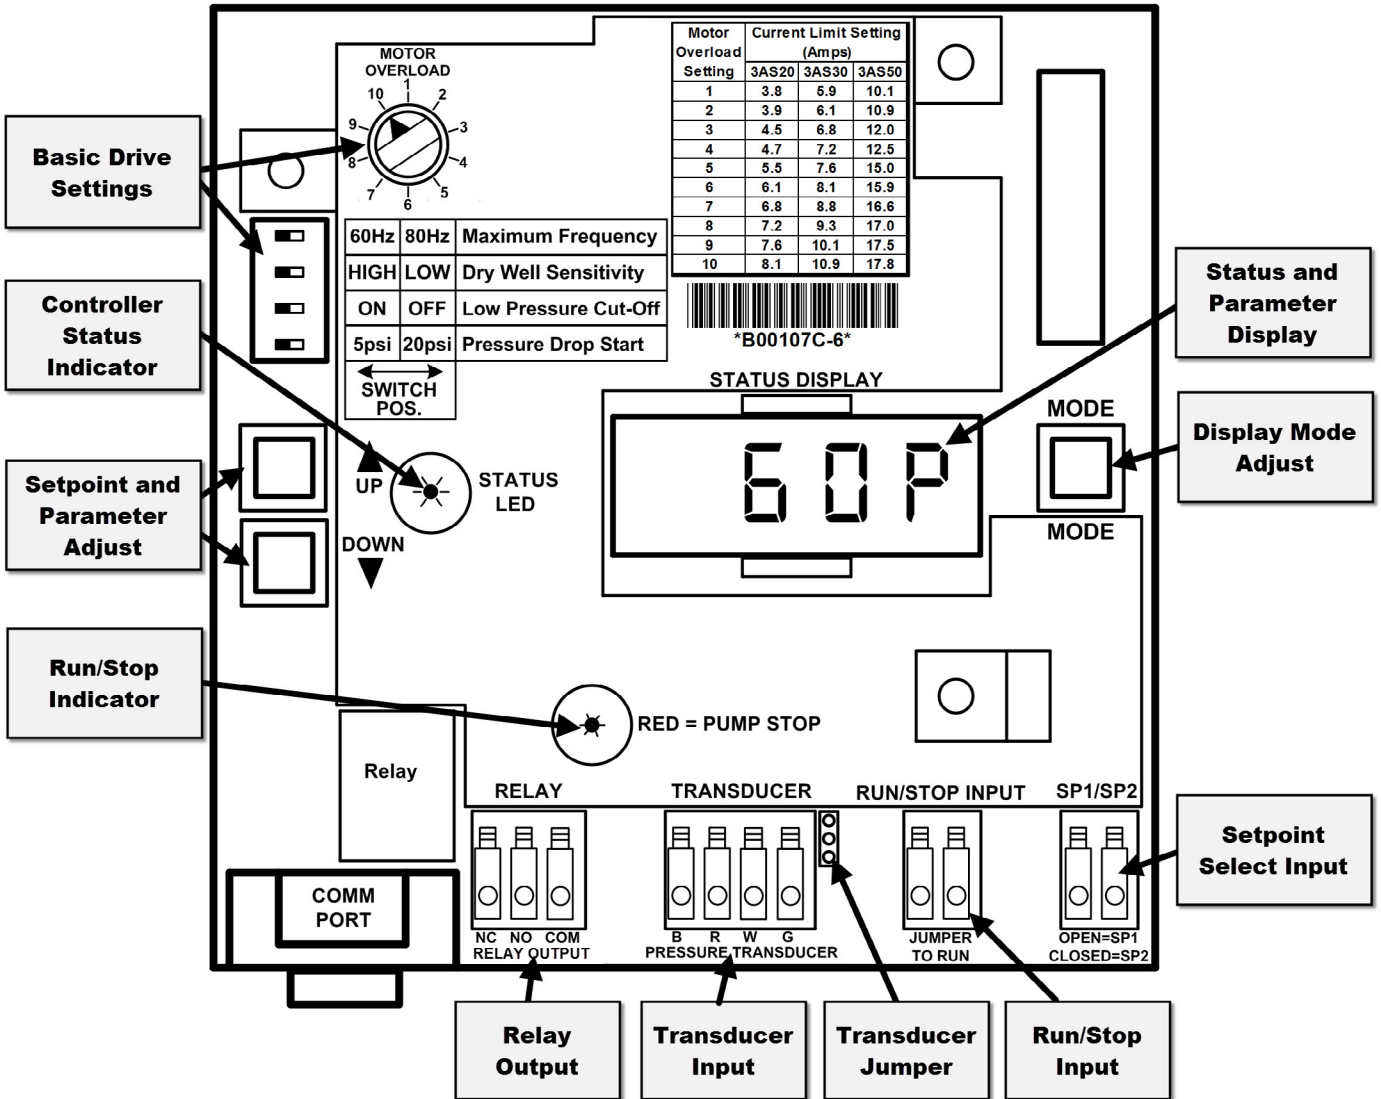 MOTOR
OVERLOAD
1
2
3
4
5
6
7
8
9
10
Motor Current Limit Setting
Overload (Amps)
Setting 3AS20 3AS30 3AS50
1 3.8 5.9 10.1
2 3.9 6.1 10.9
3 4.5 6.8 12.0
4 4.7 7.2 12.5
5 5.5 7.6 15.0
6 6.1 8.1 15.9
7 6.8 8.8 16.6
8 7.2 9.3 17.0
9 7.6 10.1 17.5
10 8.1 10.9 17.8
*B00107C-6*
Basic Drive
Settings
60Hz 80Hz Maximum Frequency
HIGH LOW Dry Well Sensitivity
ON OFF Low Pressure Cut-Off
5psi 20psi Pressure Drop Start
SWITCH
POS.
Controller
Status
Indicator
Status and
Parameter
Display
STATUS DISPLAY
60P
MODE
MODE
Display Mode
Adjust
Setpoint and
Parameter
Adjust
UP
DOWN
STATUS
LED
Run/Stop
Indicator
RED = PUMP STOP
Relay
RELAY
TRANSDUCER
RUN/STOP INPUT
SP1/SP2
Setpoint
Select Input
COMM
PORT
NC NO COM
RELAY OUTPUT
B R W G
PRESSURE TRANSDUCER
JUMPER
TO RUN
OPEN=SP1
CLOSED=SP2
Relay
Output
Transducer
Input
Transducer
Jumper
Run/Stop
Input